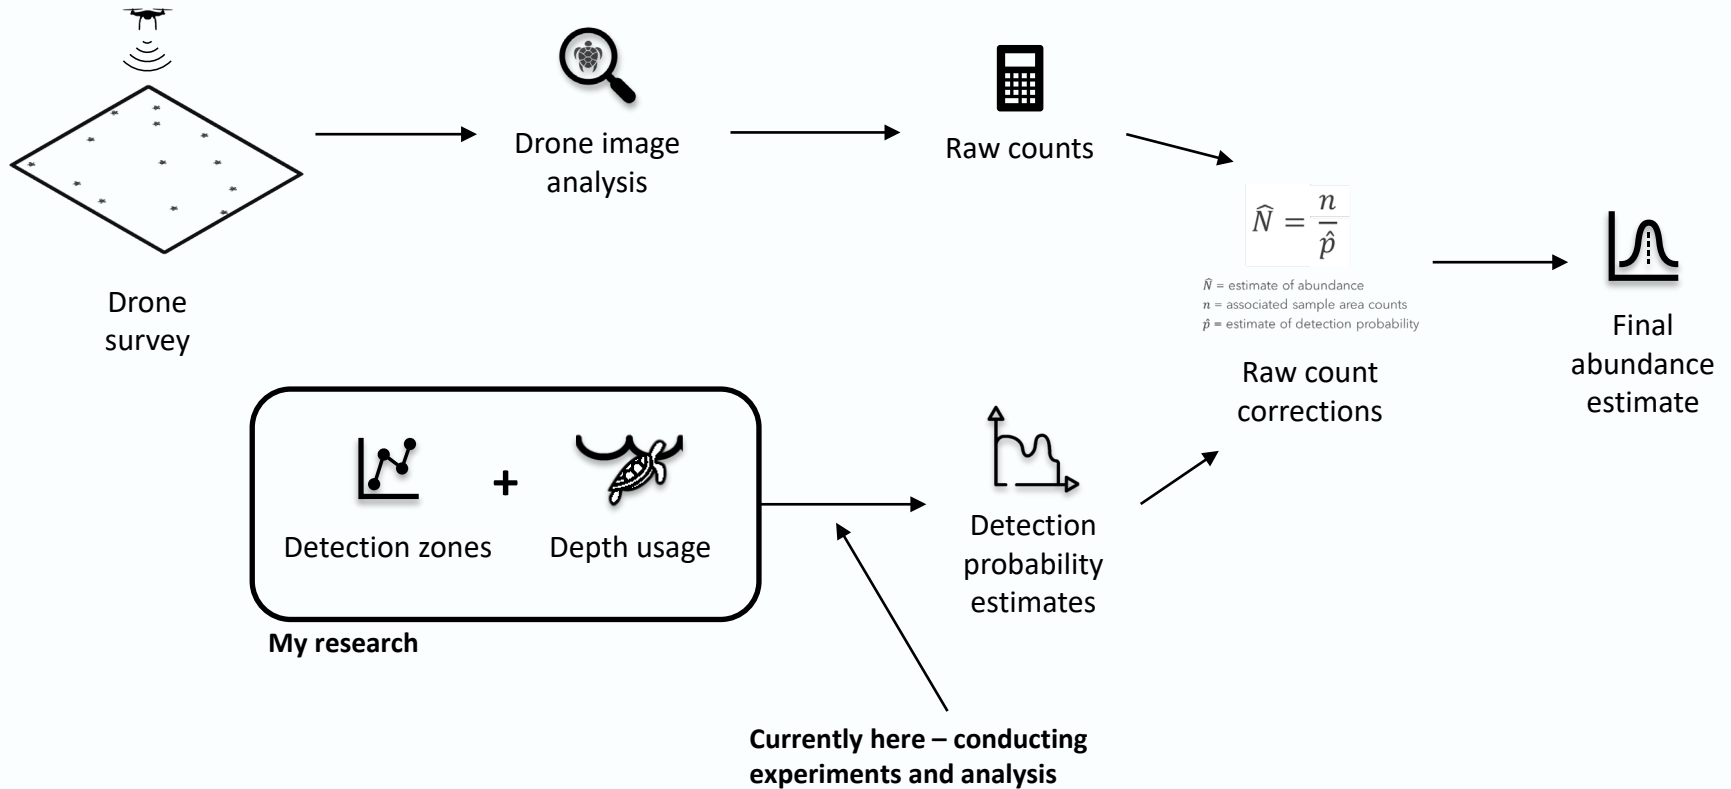 Drone
survey
Drone image
analysis
Raw counts
N̂ = n / p̂
N̂ = estimate of abundance
n = associated sample area counts
p̂ = estimate of detection probability
Raw count
corrections
Final
abundance
estimate
+
Detection zones
Depth usage
My research
Detection
probability
estimates
Currently here – conducting
experiments and analysis